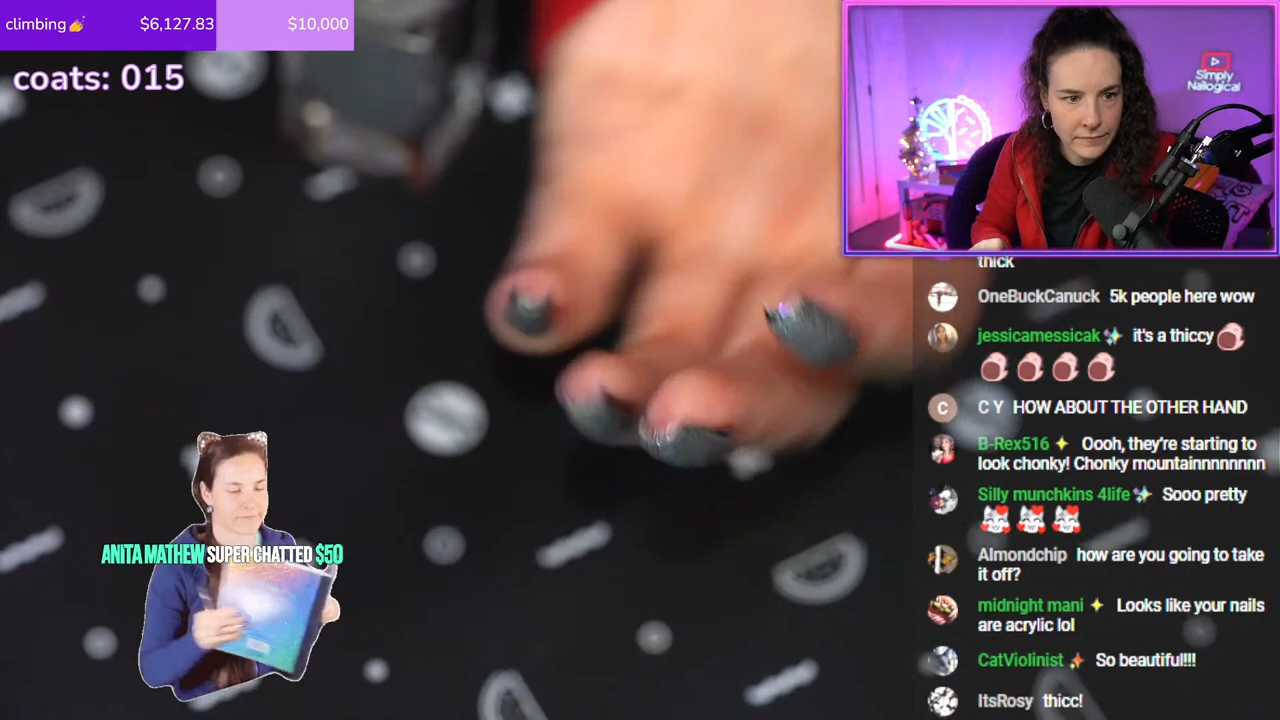 climbing💅 $6,127.83 $10,000
coats: 015
Simply
Nailogical
ANITA MATHEW SUPER CHATTED $50
thick
OneBuckCanuck 5k people here wow
jessicamessicak it's a thiccy
C
C Y HOW ABOUT THE OTHER HAND
B-Rex516 Oooh, they're starting to
look chonky! Chonky mountainnnnnnnn
Silly munchkins 4life Sooo pretty
Almondchip how are you going to take
it off?
midnight mani Looks like your nails
are acrylic lol
CatViolinist So beautiful!!!
ItsRosy thicc!